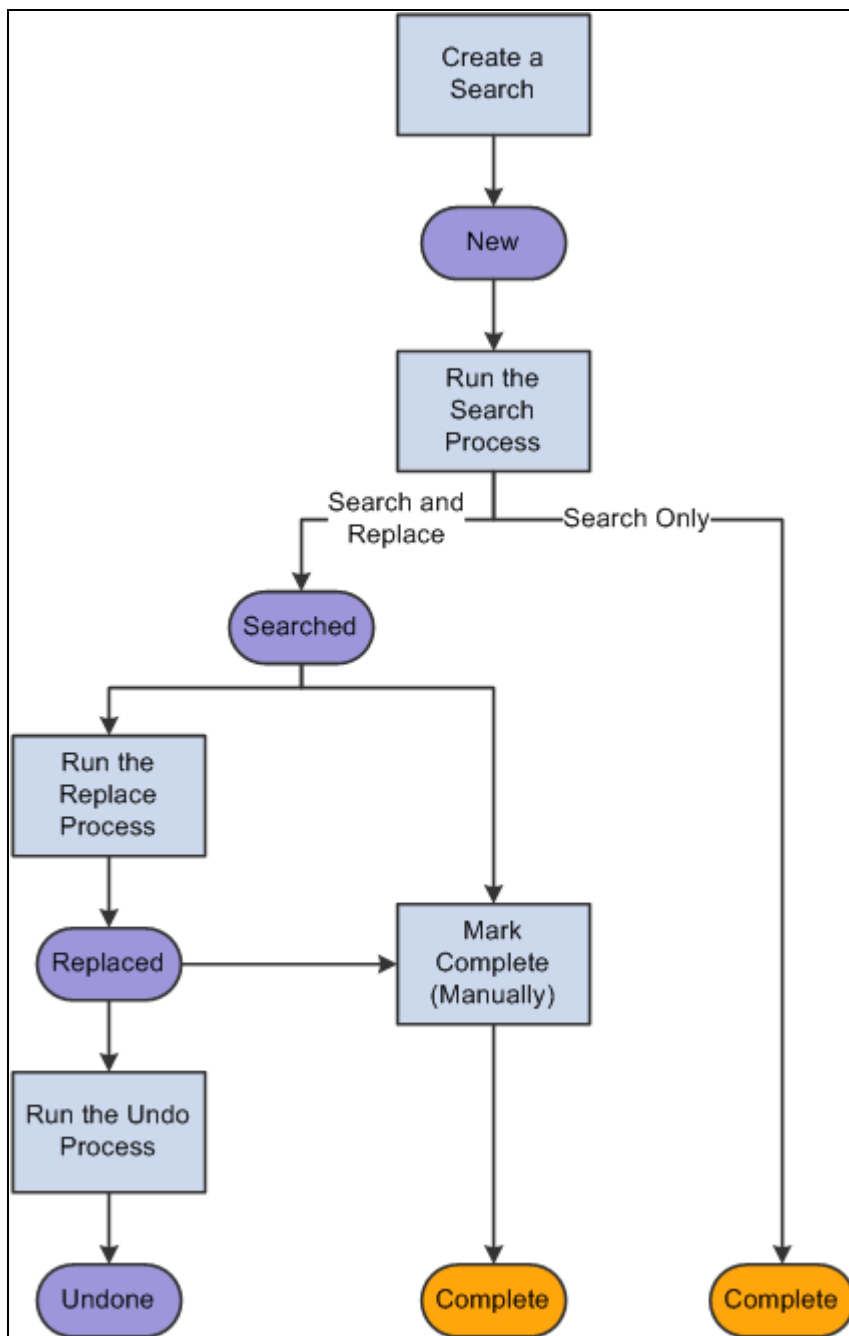 Create a
Search
New
Run the
Search
Process
Search and
Replace
Search Only
Searched
Run the
Replace
Process
Replaced
Mark
Complete
(Manually)
Run the Undo
Process
Undone
Complete
Complete